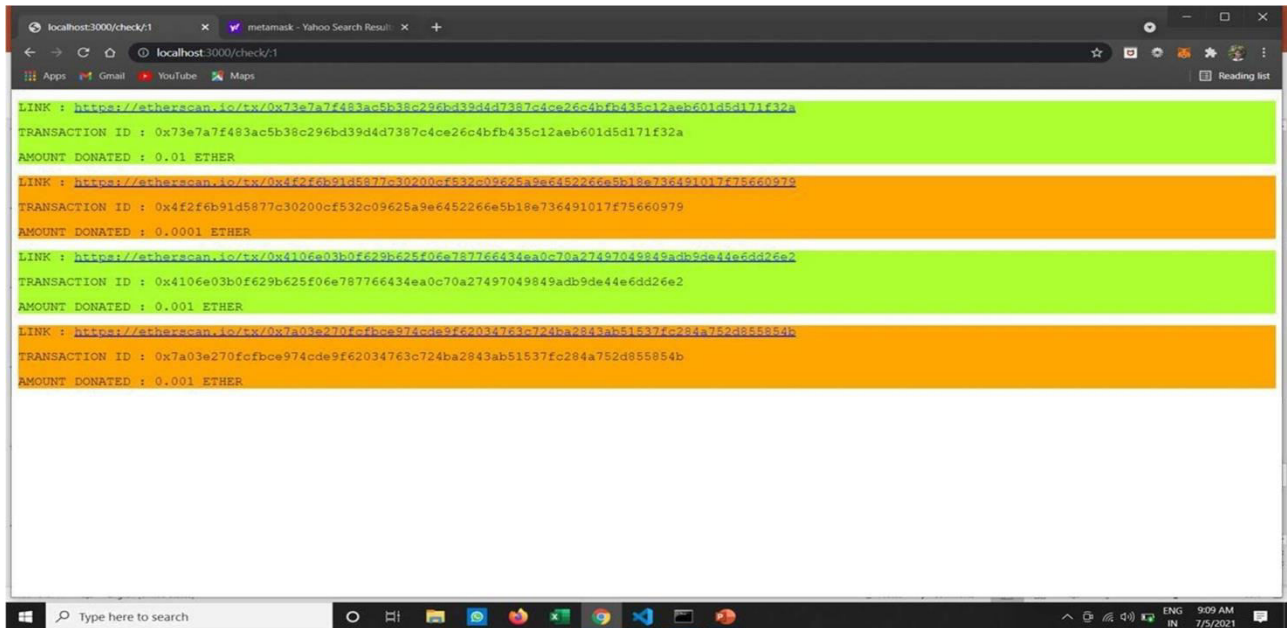 localhost:3000/check/:1
metamask - Yahoo Search Result
localhost:3000/check/:1
Apps Gmail YouTube Maps Reading list
LINK : https://etherscan.io/tx/0x73e7a7f483ac5b38c296bd39d4d7387c4ce26c4bfb435c12aeb601d5d171f32a
TRANSACTION ID : 0x73e7a7f483ac5b38c296bd39d4d7387c4ce26c4bfb435c12aeb601d5d171f32a
AMOUNT DONATED : 0.01 ETHER
LINK : https://etherscan.io/tx/0x4f2f6b91d5877c30200cf532c09625a9e6452266e5b18e736491017f75660979
TRANSACTION ID : 0x4f2f6b91d5877c30200cf532c09625a9e6452266e5b18e736491017f75660979
AMOUNT DONATED : 0.0001 ETHER
LINK : https://etherscan.io/tx/0x4106e03b0f629b625f06e787766434ea0c70a27497049849adb9de44e6dd26e2
TRANSACTION ID : 0x4106e03b0f629b625f06e787766434ea0c70a27497049849adb9de44e6dd26e2
AMOUNT DONATED : 0.001 ETHER
LINK : https://etherscan.io/tx/0x7a03e270fcfbce974cde9f62034763c724ba2843ab51537fc284a752d855854b
TRANSACTION ID : 0x7a03e270fcfbce974cde9f62034763c724ba2843ab51537fc284a752d855854b
AMOUNT DONATED : 0.001 ETHER
Type here to search
ENG 9:09 AM
IN 7/5/2021